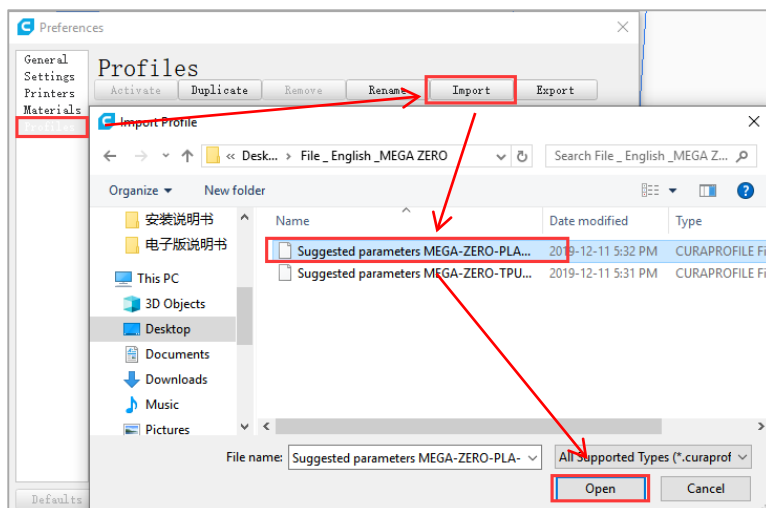 Preferences
General
Settings
Printers
Materials
Profiles
Profiles
Activate Duplicate Remove Rename Import Export
Import Profile
« Desk... › File _ English _MEGA ZERO
Search File _ English _MEGA Z...
Organize New folder
安装说明书
电子版说明书
This PC
3D Objects
Desktop
Documents
Downloads
Music
Pictures
Name Date modified Type
Suggested parameters MEGA-ZERO-PLA... 2019-12-11 5:32 PM CURAPROFILE Fi
Suggested parameters MEGA-ZERO-TPU... 2019-12-11 5:31 PM CURAPROFILE Fi
File name: Suggested parameters MEGA-ZERO-PLA- All Supported Types (*.curaprof
Open Cancel
Defaults